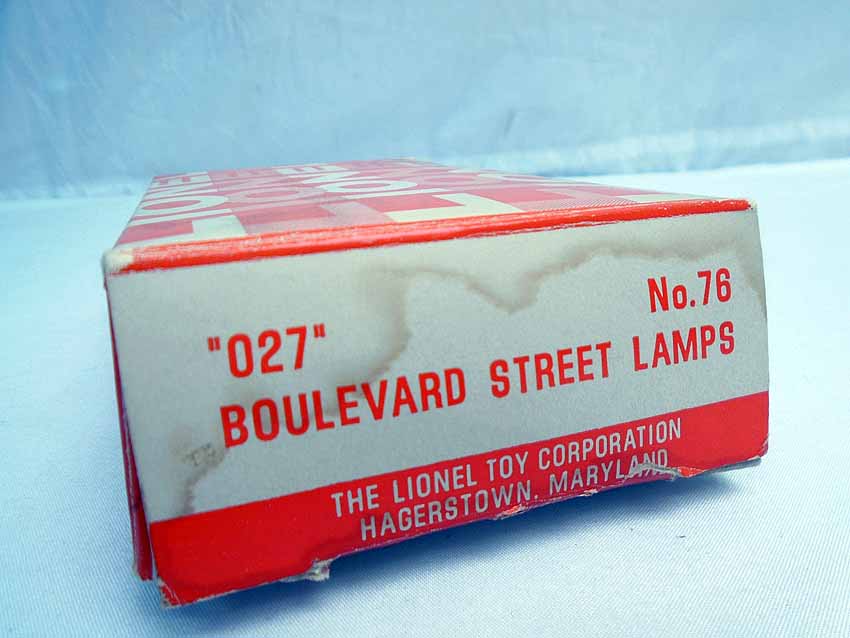 No.76
"027"
BOULEVARD STREET LAMPS
THE LIONEL TOY CORPORATION
HAGERSTOWN, MARYLAND